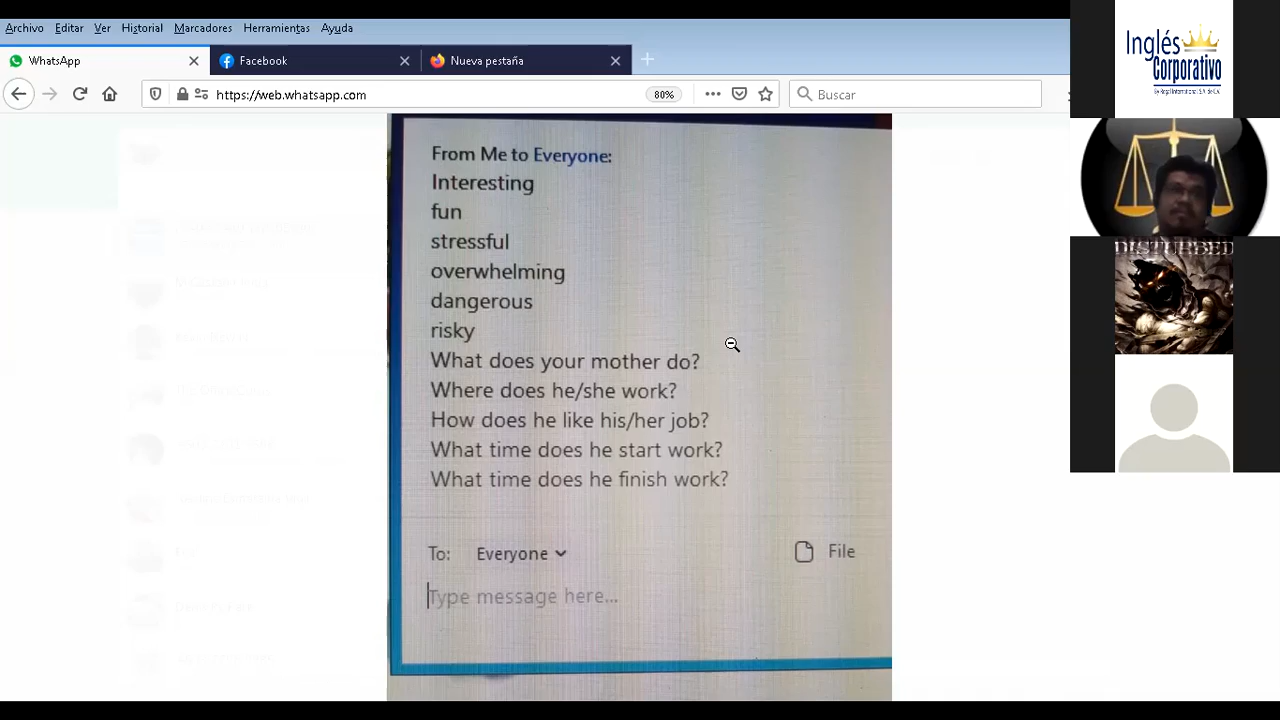 Archivo Editar Ver Historial Marcadores Herramientas Ayuda
WhatsApp
Facebook
Nueva pestaña
https://web.whatsapp.com
80%
Buscar
From Me to Everyone:
Interesting
fun
stressful
overwhelming
dangerous
risky
What does your mother do?
Where does he/she work?
How does he like his/her job?
What time does he start work?
What time does he finish work?
To: Everyone
File
Type message here...
Inglés
Corporativo
DISTURBED